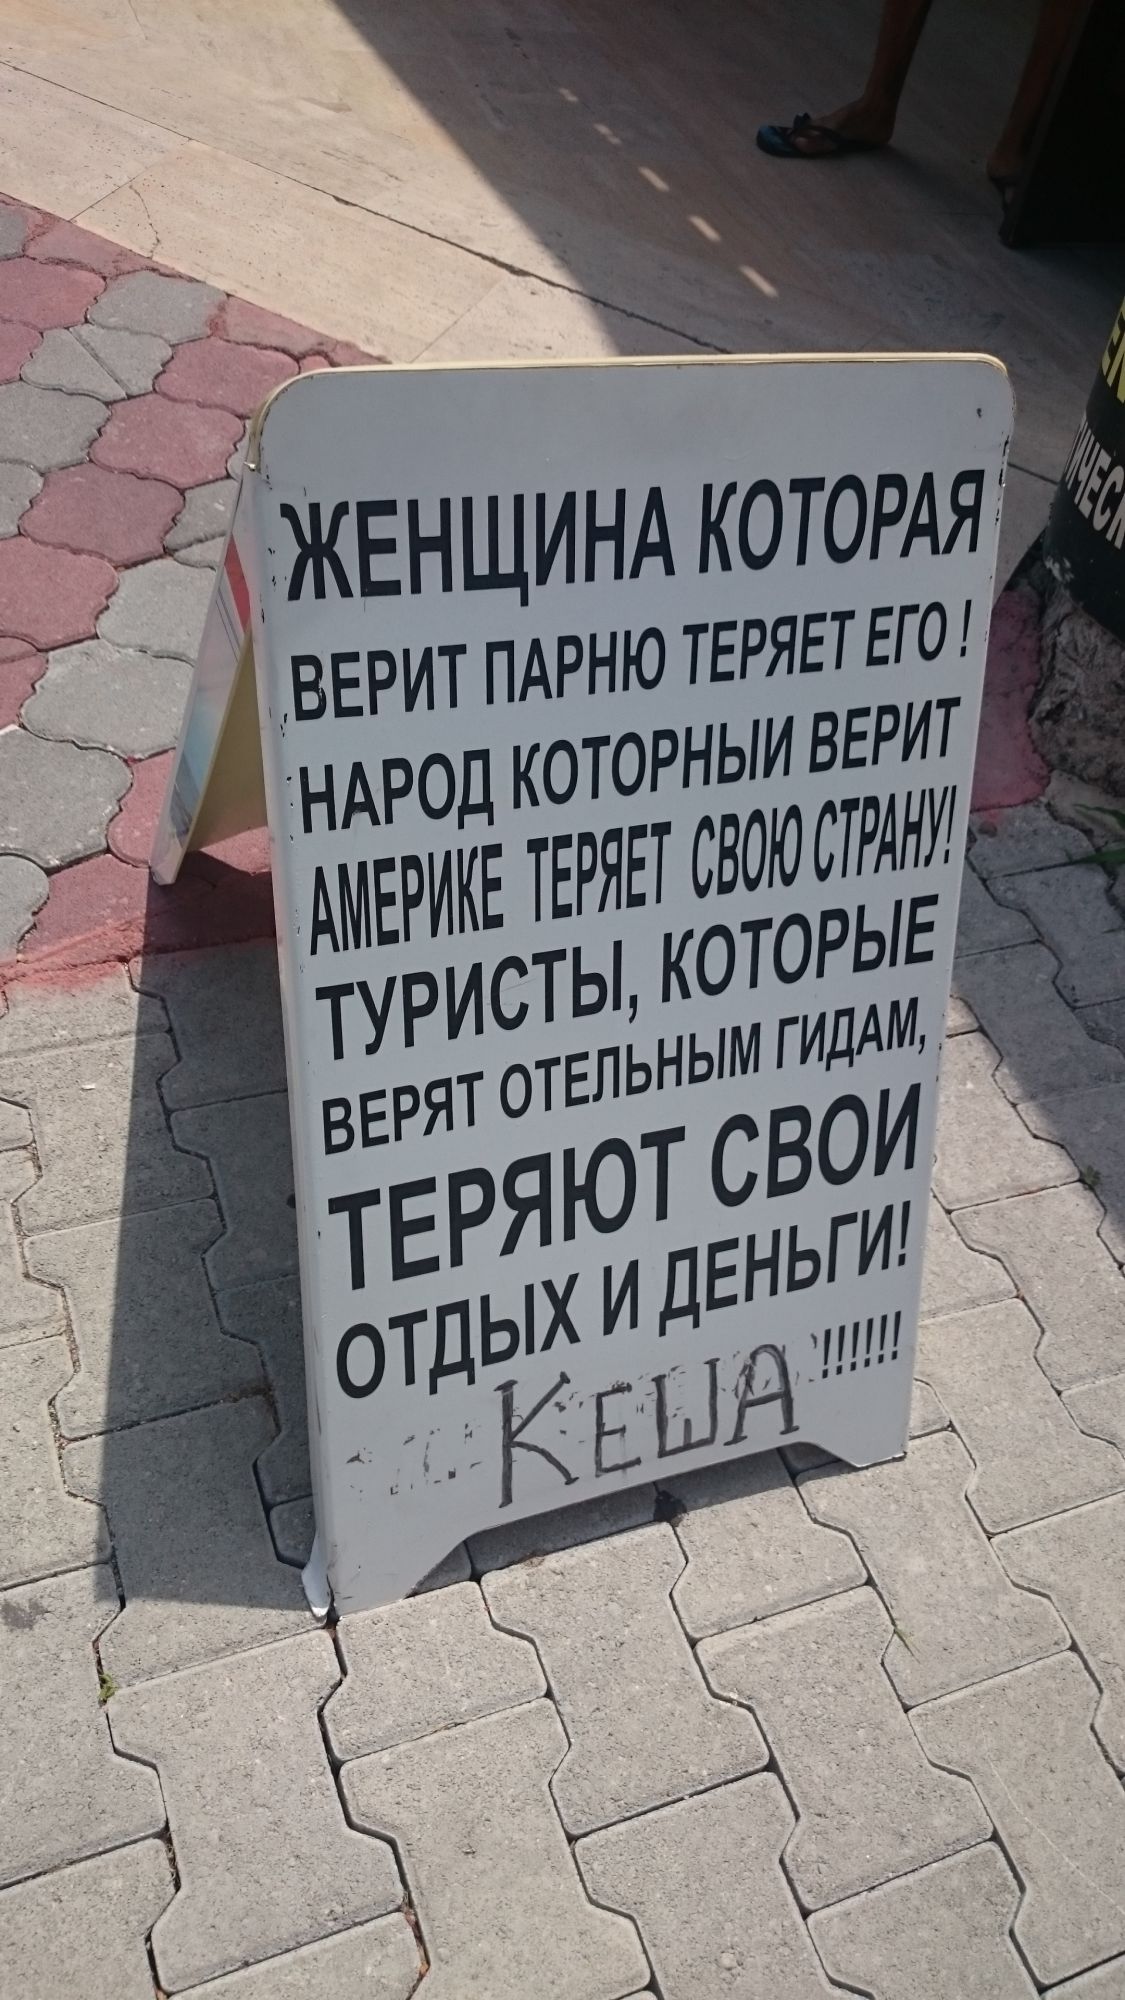 ЖЕНЩИНА КОТОРАЯ
ВЕРИТ ПАРНЮ ТЕРЯЕТ ЕГО !
НАРОД КОТОРНЫИ ВЕРИТ
АМЕРИКЕ ТЕРЯЕТ СВОЮ СТРАНУ!
ТУРИСТЫ, КОТОРЫЕ
ВЕРЯТ ОТЕЛЬНЫМ ГИДАМ,
ТЕРЯЮТ СВОИ
ОТДЫХ И ДЕНЬГИ!
КЕША !!!!!!